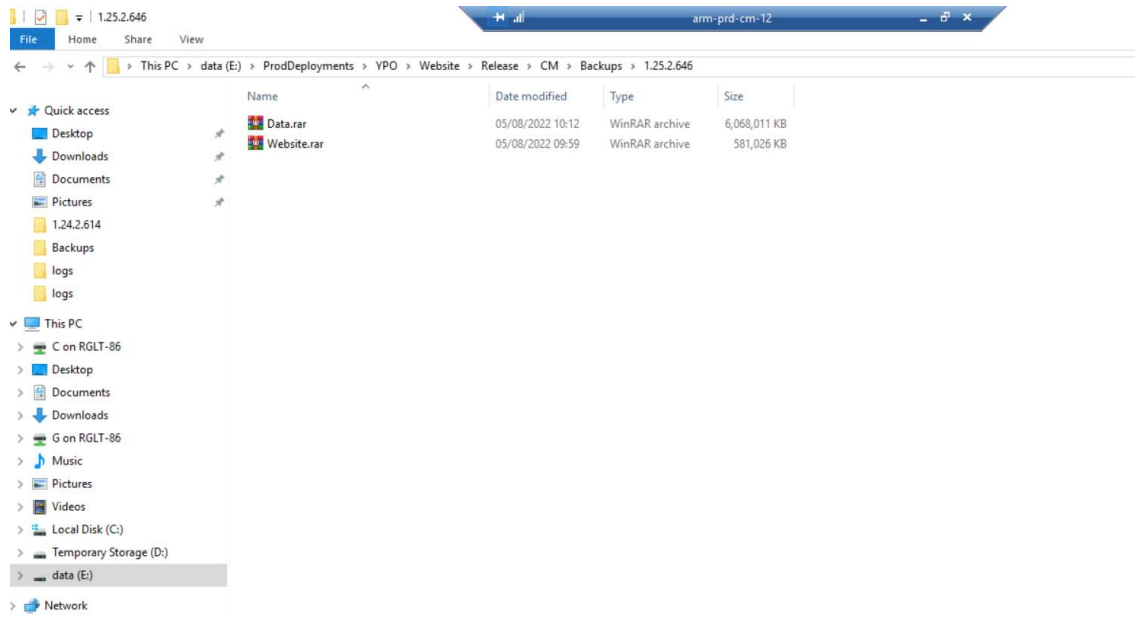 1.25.2.646
arm-prd-cm-12
File Home Share View
This PC > data (E:) > ProdDeployments > YPO > Website > Release > CM > Backups > 1.25.2.646
Name Date modified Type Size
Data.rar 05/08/2022 10:12 WinRAR archive 6,068,011 KB
Website.rar 05/08/2022 09:59 WinRAR archive 581,026 KB
Quick access
Desktop
Downloads
Documents
Pictures
1.24.2.614
Backups
logs
logs
This PC
C on RGLT-86
Desktop
Documents
Downloads
G on RGLT-86
Music
Pictures
Videos
Local Disk (C:)
Temporary Storage (D:)
data (E:)
Network